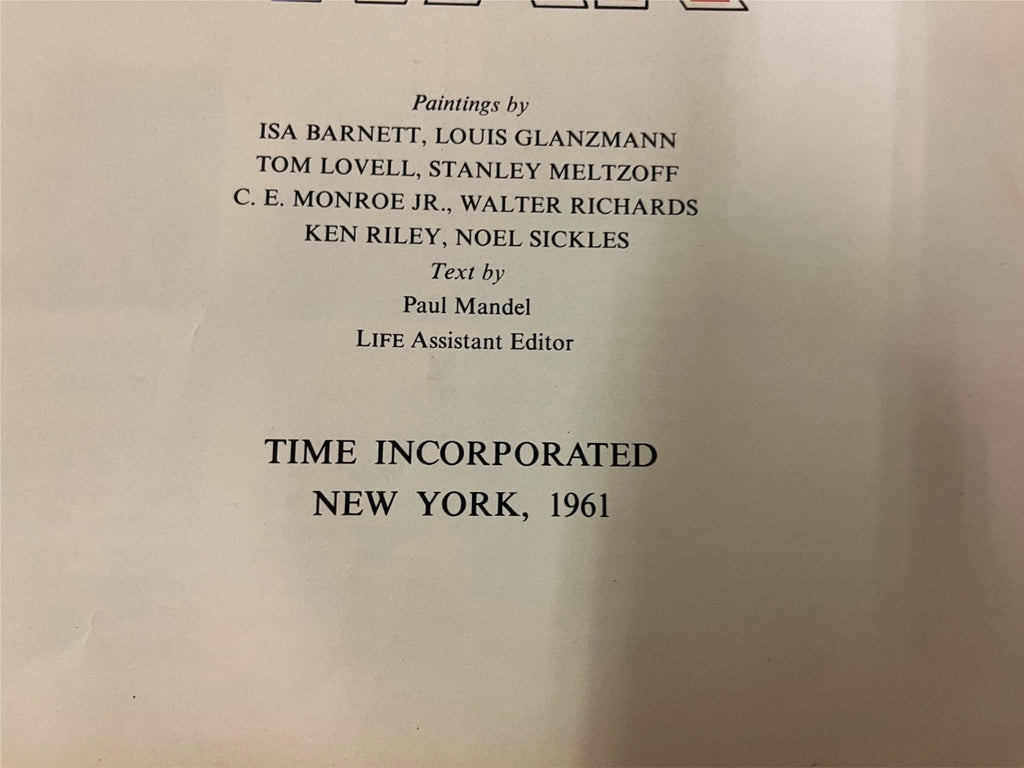 Paintings by
ISA BARNETT, LOUIS GLANZMANN
TOM LOVELL, STANLEY MELTZOFF
C. E. MONROE JR., WALTER RICHARDS
KEN RILEY, NOEL SICKLES
Text by
Paul Mandel
LIFE Assistant Editor
TIME INCORPORATED
NEW YORK, 1961